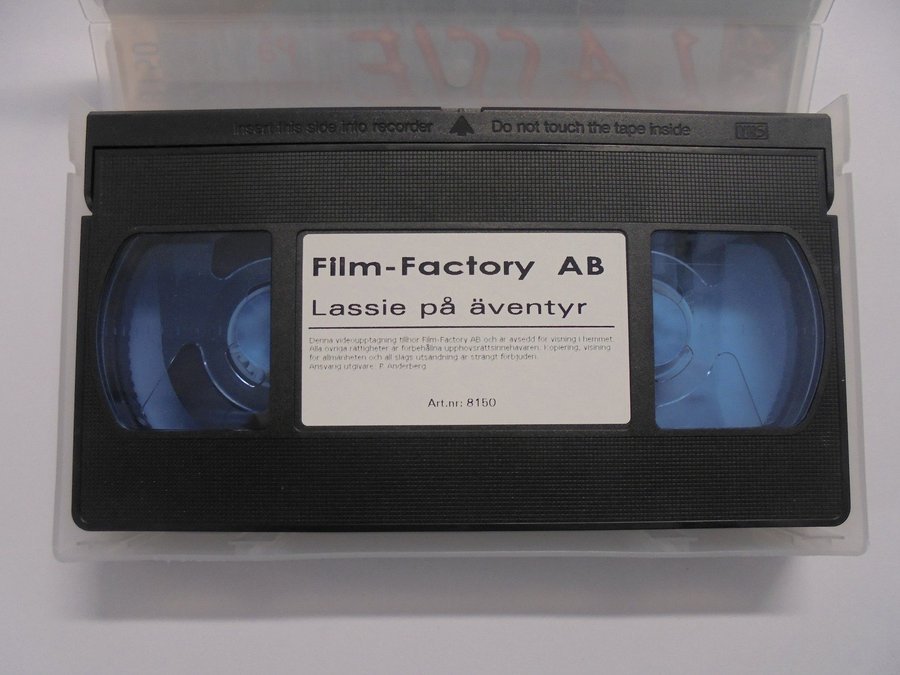 LASSIE
Insert this side into recorder Do not touch the tape inside VHS
Film-Factory AB
Lassie på äventyr
Denna videoupptagning tillhör Film-Factory AB och är avsedd för visning i hemmet.
Alla övriga rättigheter är förbehållna upphovsrättsinnehavaren. Kopiering, visning
för allmänheten och all slags utsändning är strängt förbjuden.
Ansvarig utgivare: P. Anderberg
Art.nr: 8150